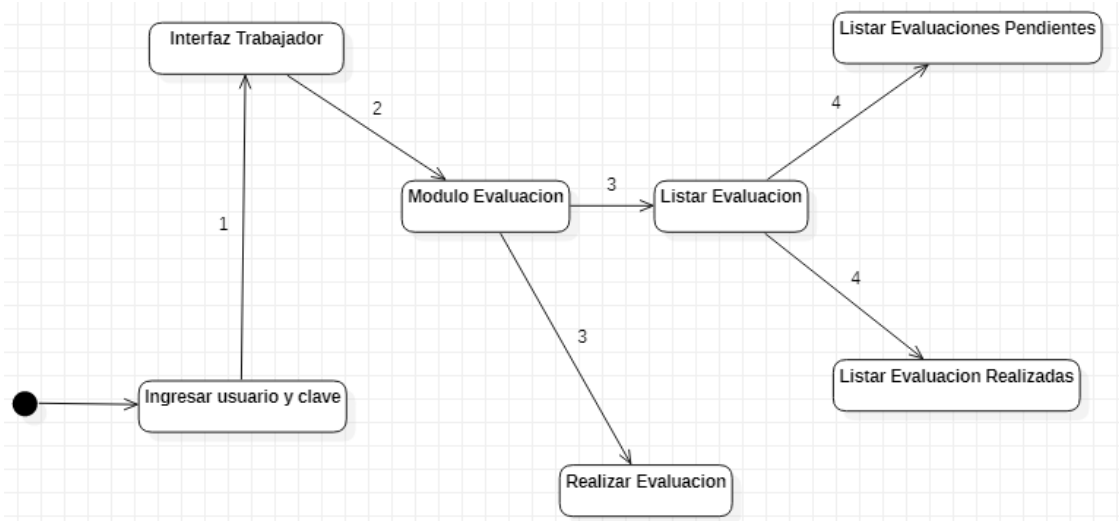 Interfaz Trabajador
Listar Evaluaciones Pendientes
2
4
Modulo Evaluacion
3
Listar Evaluacion
1
4
3
Listar Evaluacion Realizadas
Ingresar usuario y clave
Realizar Evaluacion